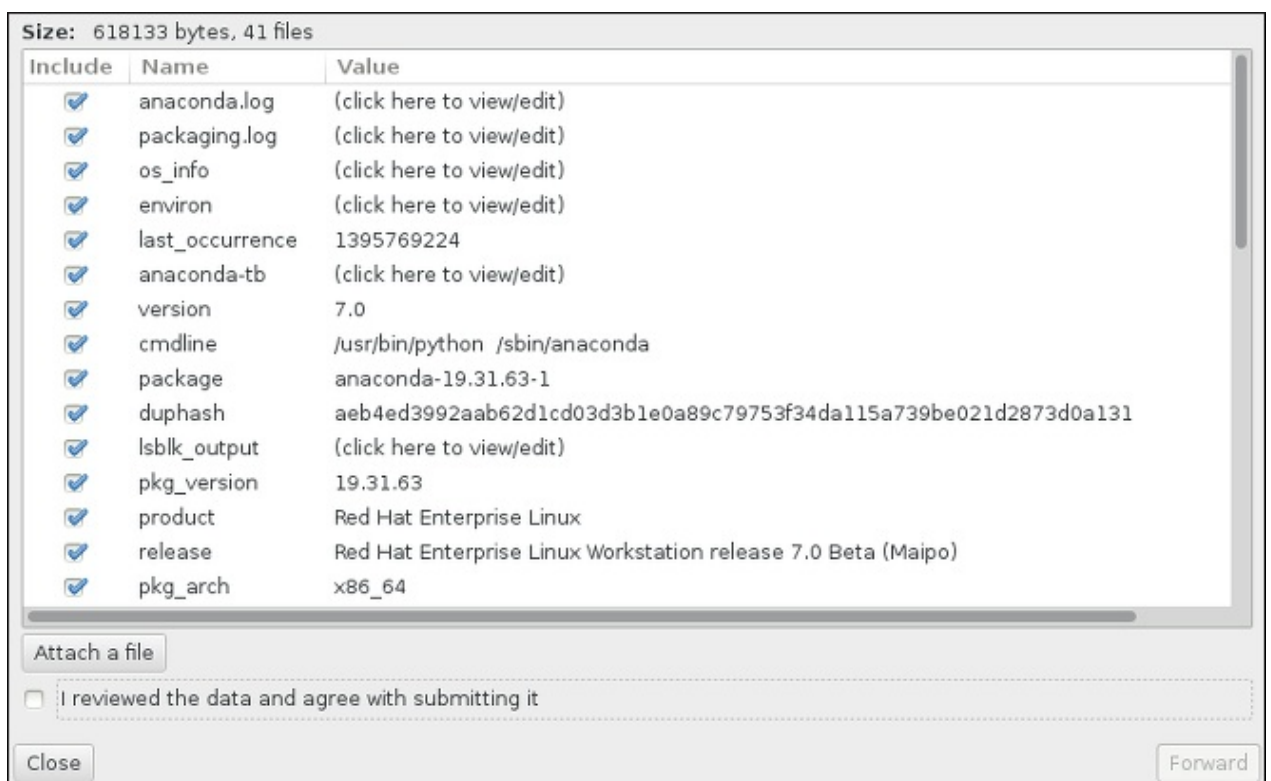 Size: 618133 bytes, 41 files
Include Name Value
anaconda.log (click here to view/edit)
packaging.log (click here to view/edit)
os_info (click here to view/edit)
environ (click here to view/edit)
last_occurrence 1395769224
anaconda-tb (click here to view/edit)
version 7.0
cmdline /usr/bin/python /sbin/anaconda
package anaconda-19.31.63-1
duphash aeb4ed3992aab62d1cd03d3b1e0a89c79753f34da115a739be021d2873d0a131
lsblk_output (click here to view/edit)
pkg_version 19.31.63
product Red Hat Enterprise Linux
release Red Hat Enterprise Linux Workstation release 7.0 Beta (Maipo)
pkg_arch x86_64
Attach a file
I reviewed the data and agree with submitting it
Close Forward